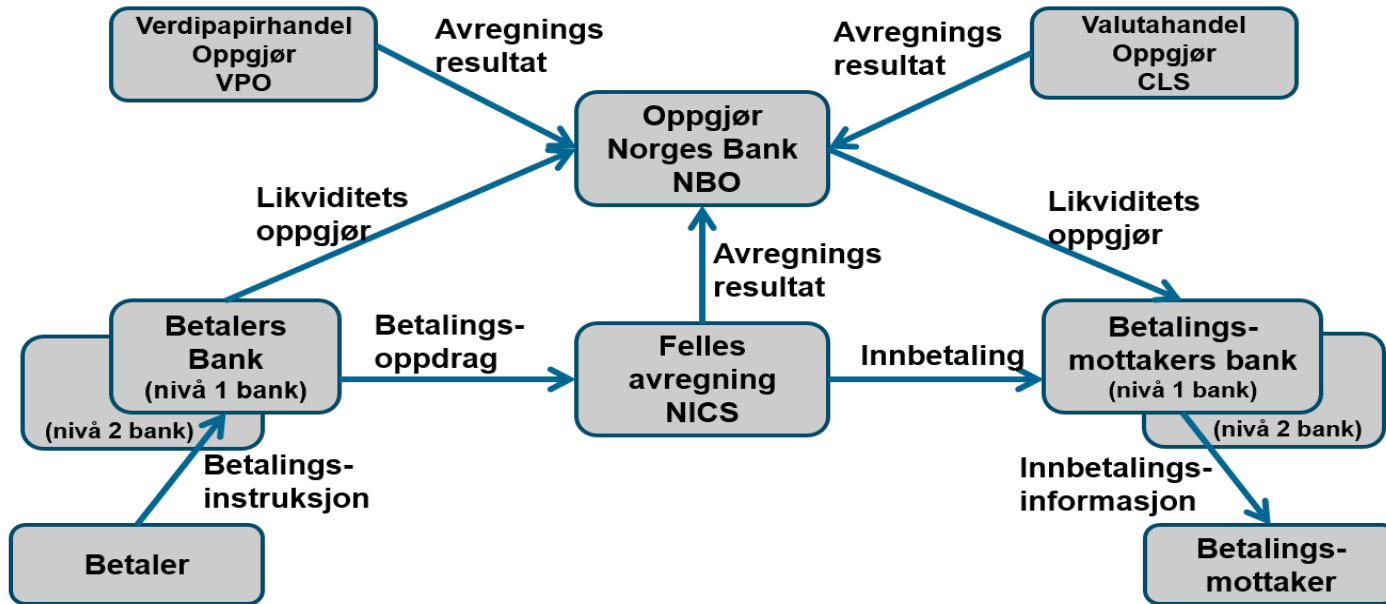 Verdipapirhandel
Oppgjør
VPO
Avregnings
resultat
Avregnings
resultat
Valutahandel
Oppgjør
CLS
Oppgjør
Norges Bank
NBO
Likviditets
oppgjør
Likviditets
oppgjør
Avregnings
resultat
Betalers
Bank
(nivå 1 bank)
(nivå 2 bank)
Betalings-
oppdrag
Felles
avregning
NICS
Innbetaling
Betalings-
mottakers bank
(nivå 1 bank)
(nivå 2 bank)
Betalings-
instruksjon
Innbetalings-
informasjon
Betaler
Betalings-
mottaker